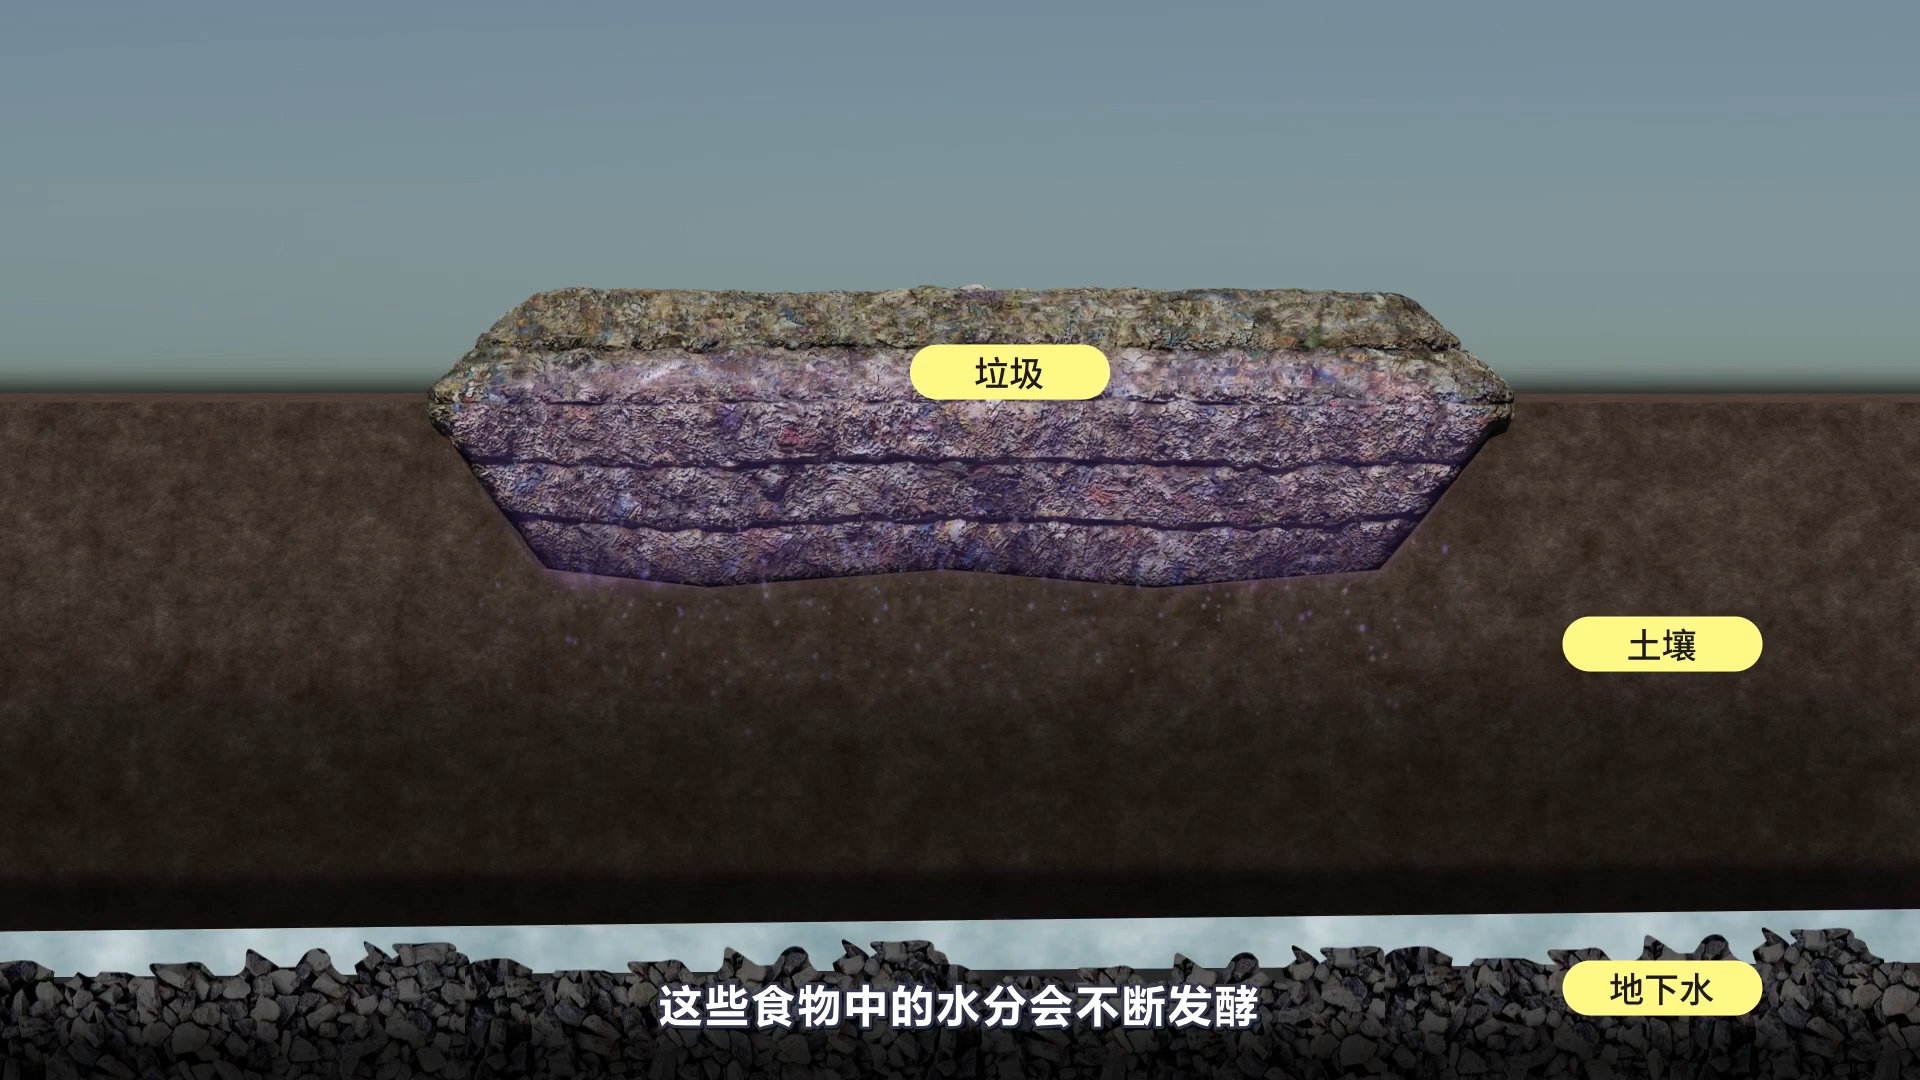 垃圾
土壤
地下水
这些食物中的水分会不断发酵